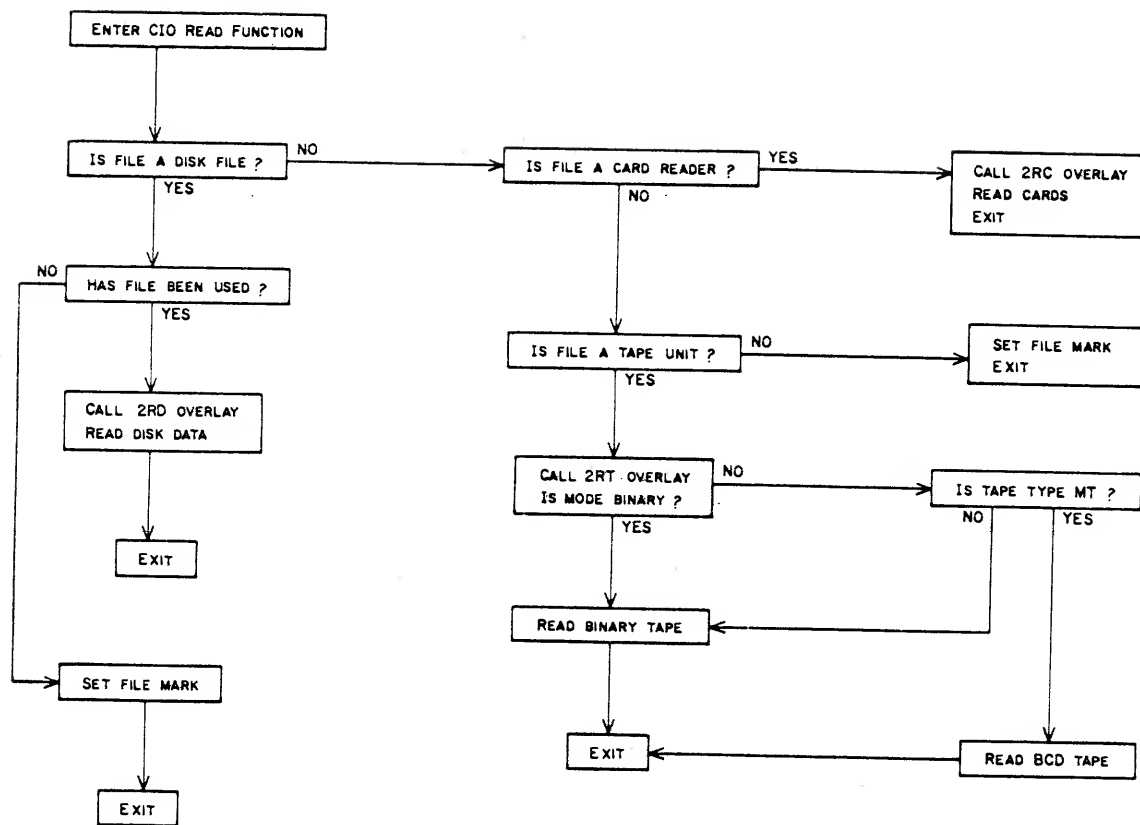 ENTER CIO READ FUNCTION
IS FILE A DISK FILE ?
NO
YES
IS FILE A CARD READER ?
YES
NO
CALL 2RC OVERLAY
READ CARDS
EXIT
NO
HAS FILE BEEN USED ?
YES
IS FILE A TAPE UNIT ?
NO
YES
SET FILE MARK
EXIT
CALL 2RD OVERLAY
READ DISK DATA
CALL 2RT OVERLAY
IS MODE BINARY ?
NO
YES
IS TAPE TYPE MT ?
NO
YES
EXIT
READ BINARY TAPE
SET FILE MARK
EXIT
READ BCD TAPE
EXIT